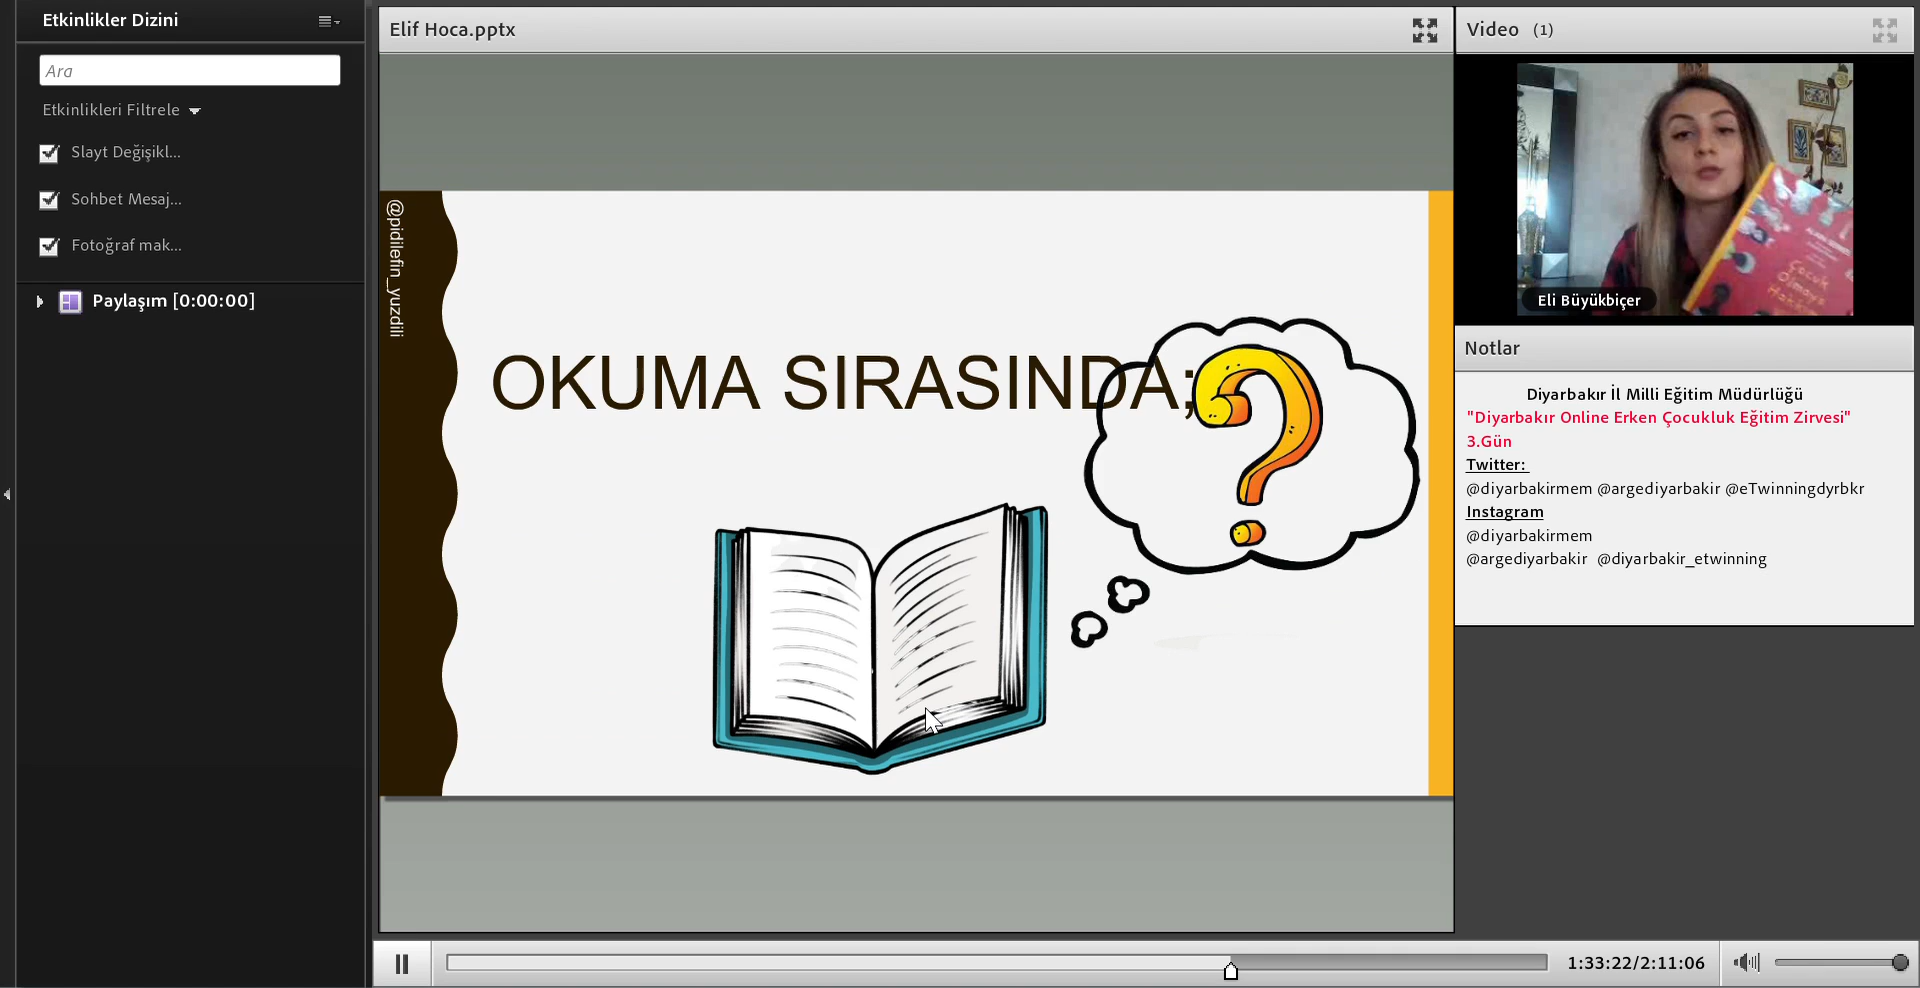 Etkinlikler Dizini
Ara
Etkinlikleri Filtrele
Slayt Değişikl...
Sohbet Mesaj...
Fotoğraf mak...
Paylaşım [0:00:00]
Elif Hoca.pptx
@pidilefin_yuzdili
OKUMA SIRASINDA;
?
1:33:22/2:11:06
Video (1)
Çocuk
Olmaya
Eli Büyükbiçer
Notlar
Diyarbakır İl Milli Eğitim Müdürlüğü
"Diyarbakır Online Erken Çocukluk Eğitim Zirvesi"
3.Gün
Twitter:
@diyarbakirmem @argediyarbakir @eTwinningdyrbkr
Instagram
@diyarbakirmem
@argediyarbakir @diyarbakir_etwinning